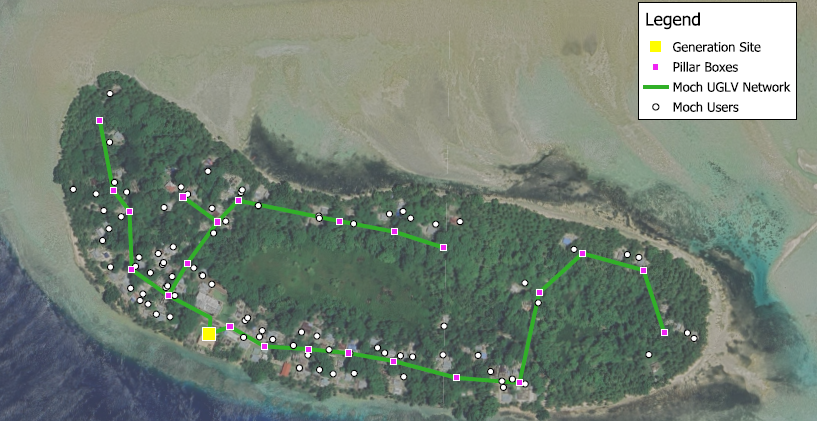 Legend
Generation Site
Pillar Boxes
Moch UGLV Network
Moch Users